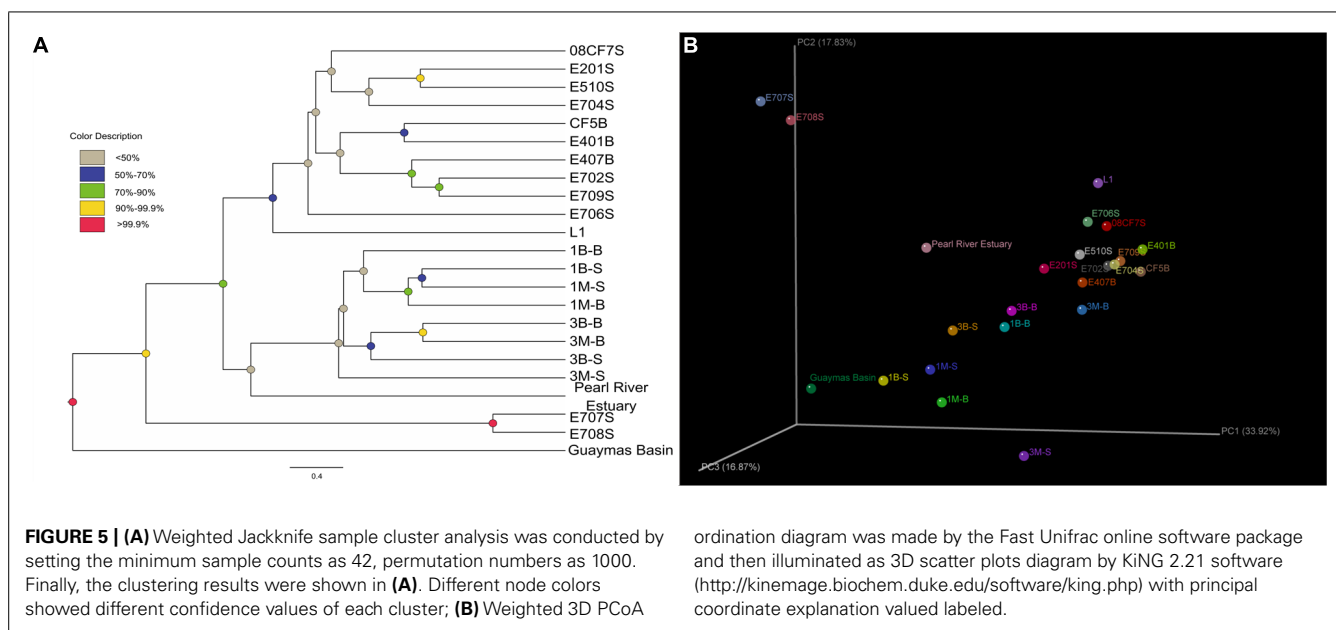 A
08CF7S
E201S
E510S
E704S
CF5B
E401B
E407B
E702S
E709S
E706S
L1
1B-B
1B-S
1M-S
1M-B
3B-B
3M-B
3B-S
3M-S
Pearl River
Estuary
E707S
E708S
Guaymas Basin
Color Description
<50%
50%-70%
70%-90%
90%-99.9%
>99.9%
0.4
B
PC2 (17.83%)
E707S
E708S
L1
E706S
08CF7S
Pearl River Estuary
E401B
E510S
E709S
E201S
E702S
E704S
CF5B
E407B
3B-B
3M-B
3B-S
1B-B
1M-S
Guaymas Basin
1B-S
1M-B
PC1 (33.92%)
3M-S
PC3 (16.87%)
FIGURE 5 | (A) Weighted Jackknife sample cluster analysis was conducted by
setting the minimum sample counts as 42, permutation numbers as 1000.
Finally, the clustering results were shown in (A). Different node colors
showed different confidence values of each cluster; (B) Weighted 3D PCoA
ordination diagram was made by the Fast Unifrac online software package
and then illuminated as 3D scatter plots diagram by KiNG 2.21 software
(http://kinemage.biochem.duke.edu/software/king.php) with principal
coordinate explanation valued labeled.